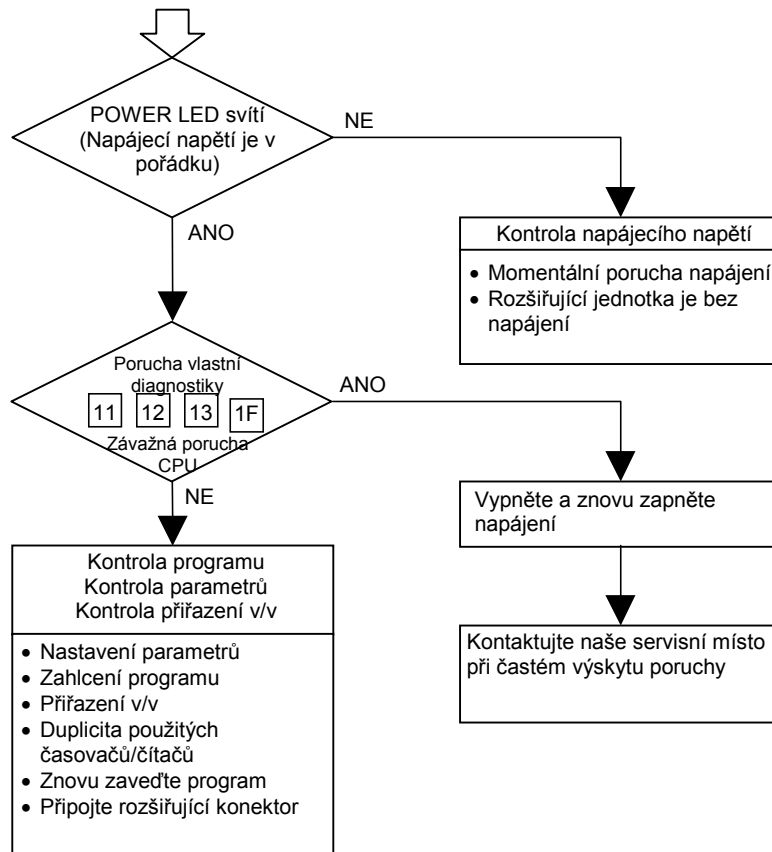 POWER LED svítí
(Napájecí napětí je v
pořádku)
NE
ANO
Kontrola napájecího napětí
• Momentální porucha napájení
• Rozšiřující jednotka je bez
napájení
Porucha vlastní
diagnostiky
11 12 13 1F
Závažná porucha
CPU
ANO
NE
Vypněte a znovu zapněte
napájení
Kontrola programu
Kontrola parametrů
Kontrola přiřazení v/v
• Nastavení parametrů
• Zahlcení programu
• Přiřazení v/v
• Duplicita použitých
časovačů/čítačů
• Znovu zaveďte program
• Připojte rozšiřující konektor
Kontaktujte naše servisní místo
při častém výskytu poruchy